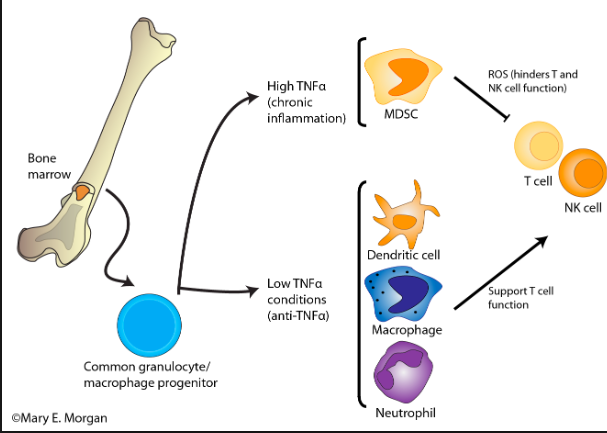 High TNFα
(chronic
inflammation)
MDSC
ROS (hinders T and
NK cell function)
T cell
NK cell
Bone
marrow
Dendritic cell
Low TNFα
conditions
(anti-TNFα)
Macrophage
Support T cell
function
Common granulocyte/
macrophage progenitor
Neutrophil
©Mary E. Morgan